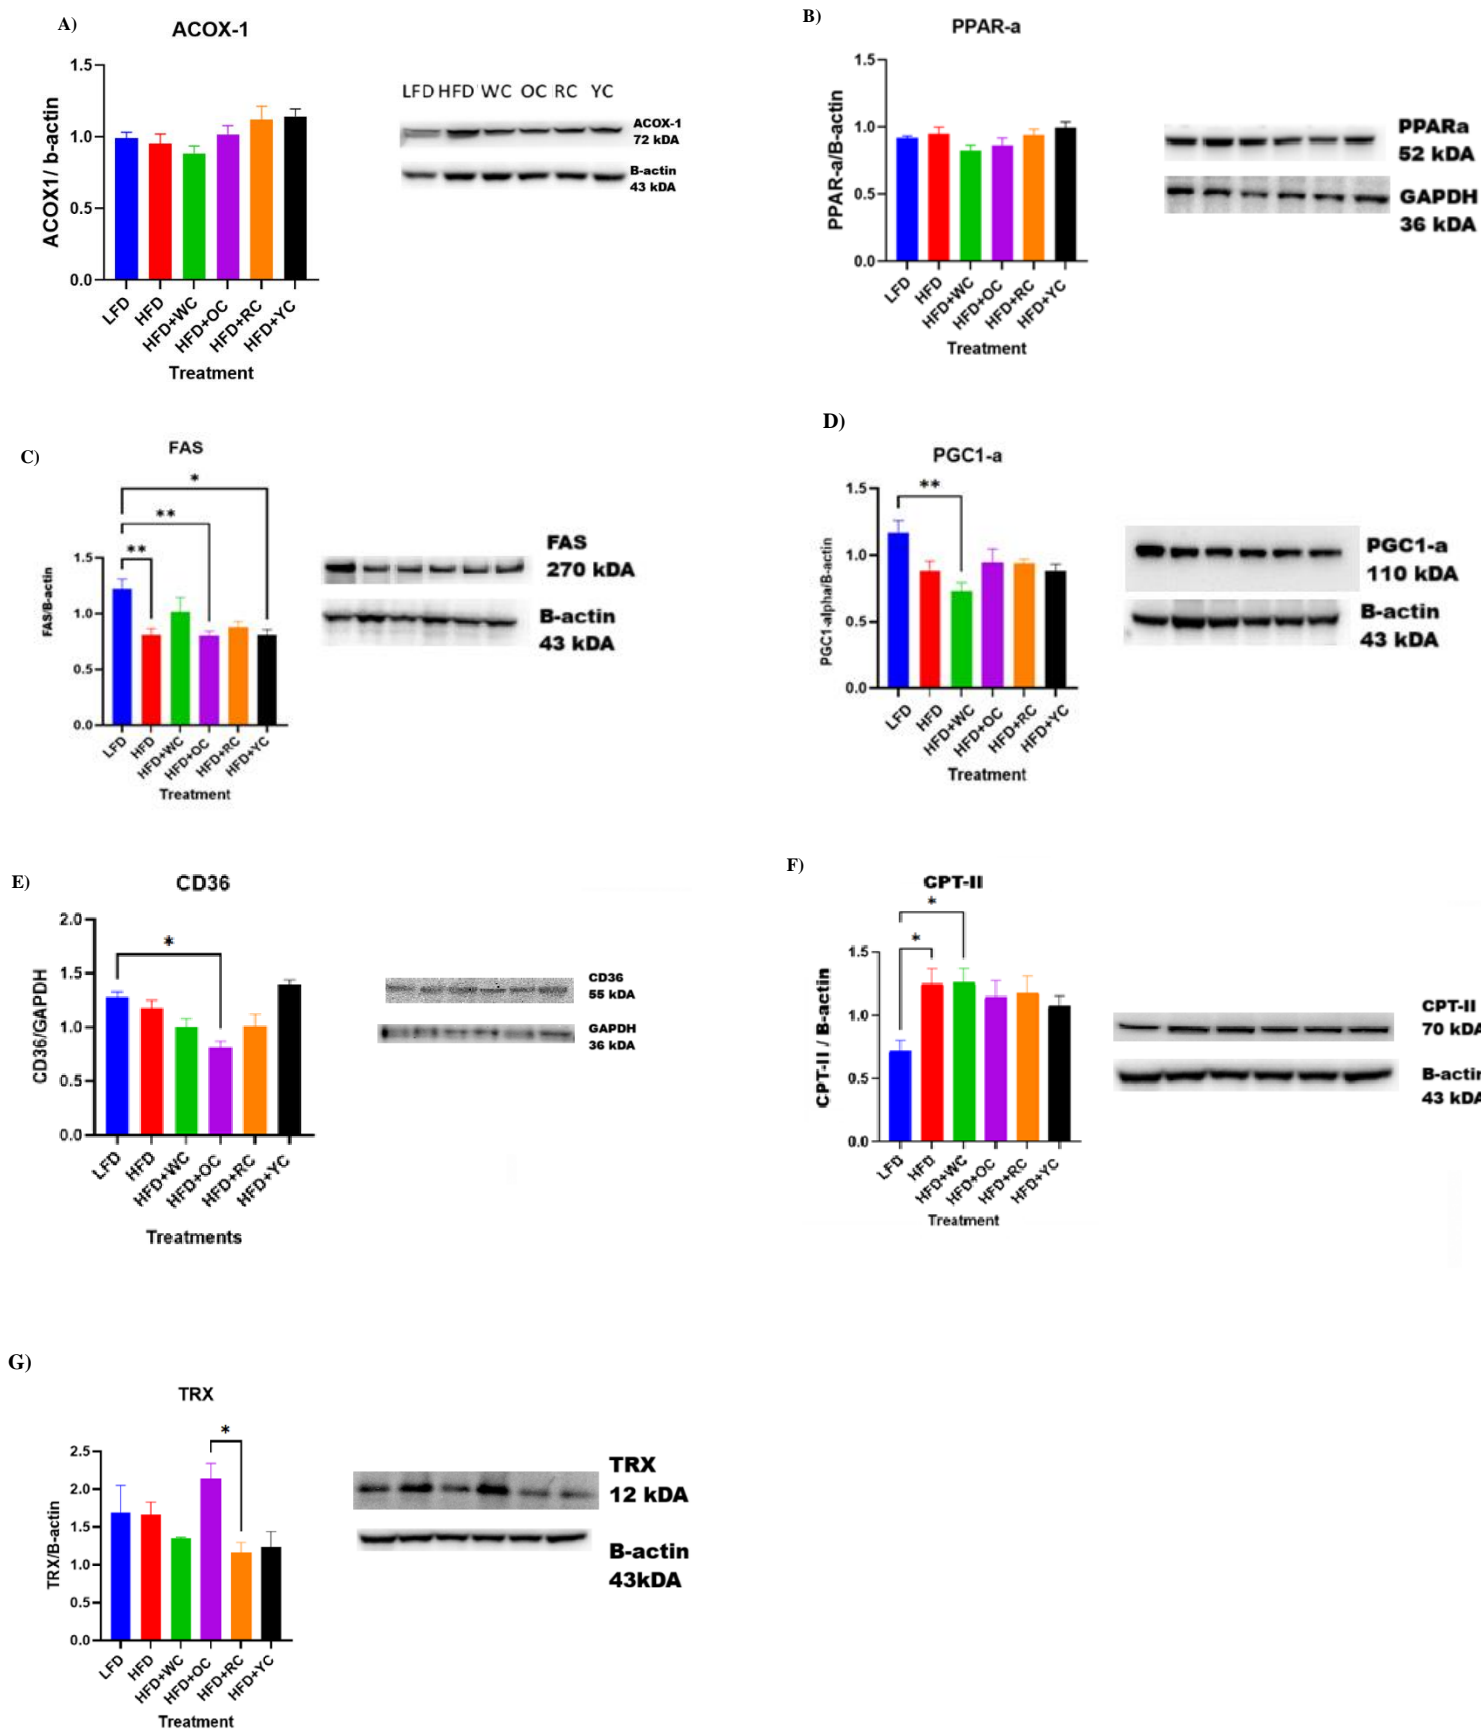 A)
ACOX-1
ACOX1/ b-actin
1.5
1.0
0.5
0.0
LFD
HFD
HFD+WC
HFD+OC
HFD+RC
HFD+YC
Treatment
LFD HFD WC OC RC YC
ACOX-1
72 kDA
B-actin
43 kDA
B)
PPAR-a
PPAR-a/B-actin
1.5
1.0
0.5
0.0
LFD
HFD
HFD+WC
HFD+OC
HFD+RC
HFD+YC
Treatment
PPARa
52 kDA
GAPDH
36 kDA
C)
FAS
*
**
**
FAS/B-actin
1.5
1.0
0.5
0.0
LFD
HFD
HFD+WC
HFD+OC
HFD+RC
HFD+YC
Treatment
FAS
270 kDA
B-actin
43 kDA
D)
PGC1-a
**
PGC1-alpha/B-actin
1.5
1.0
0.5
0.0
LFD
HFD
HFD+WC
HFD+OC
HFD+RC
HFD+YC
Treatment
PGC1-a
110 kDA
B-actin
43 kDA
E)
CD36
*
CD36/GAPDH
2.0
1.5
1.0
0.5
0.0
LFD
HFD
HFD+WC
HFD+OC
HFD+RC
HFD+YC
Treatments
CD36
55 kDA
GAPDH
36 kDA
F)
CPT-II
*
*
CPT-II / B-actin
1.5
1.0
0.5
0.0
LFD
HFD
HFD+WC
HFD+OC
HFD+RC
HFD+YC
Treatment
CPT-II
70 kDA
B-actin
43 kDA
G)
TRX
*
TRX/B-actin
2.5
2.0
1.5
1.0
0.5
0.0
LFD
HFD
HFD+WC
HFD+OC
HFD+RC
HFD+YC
Treatment
TRX
12 kDA
B-actin
43kDA